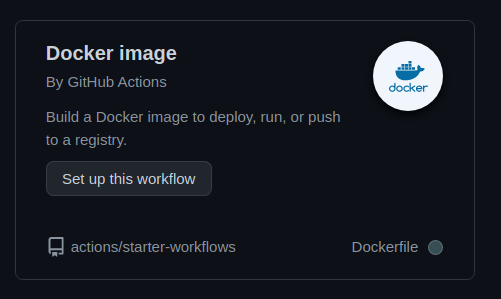 Docker image
By GitHub Actions
docker
Build a Docker image to deploy, run, or push
to a registry.
Set up this workflow
actions/starter-workflows
Dockerfile